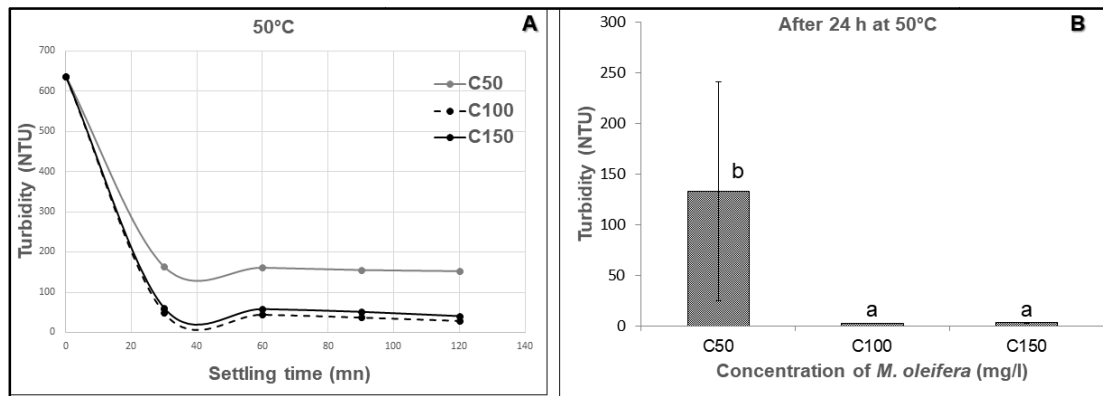 50°C
A
Turbidity (NTU)
700
600
500
400
300
200
100
0
C50
C100
C150
0 20 40 60 80 100 120 140
Settling time (mn)
After 24 h at 50°C
B
Turbidity (NTU)
300
250
200
150
100
50
0
b
a
a
C50 C100 C150
Concentration of M. oleifera (mg/l)